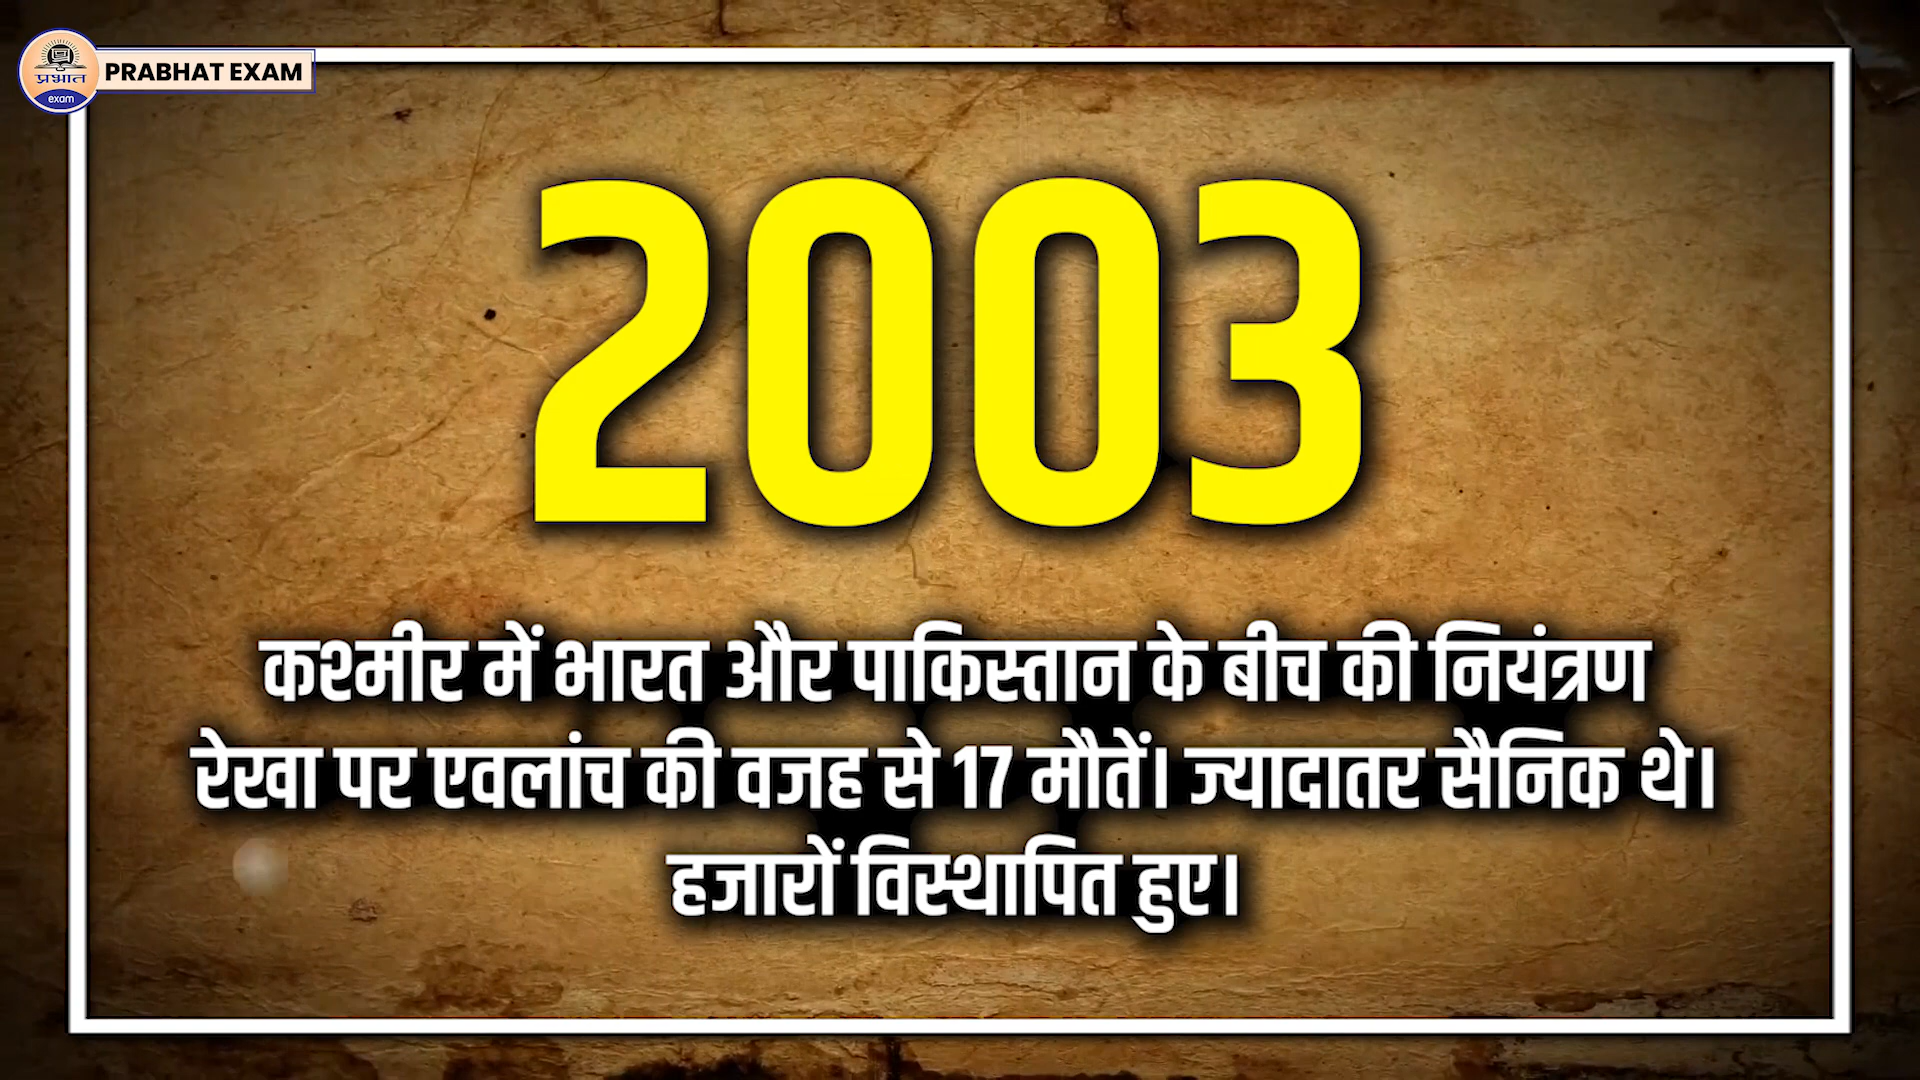 प्रभात
exam
PRABHAT EXAM
2003
कश्मीर में भारत और पाकिस्तान के बीच की नियंत्रण
रेखा पर एवलांच की वजह से 17 मौतें। ज्यादातर सैनिक थे।
हजारों विस्थापित हुए।